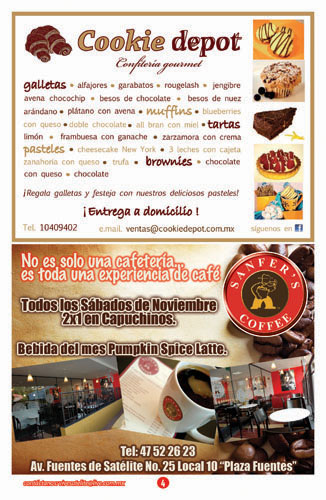 Cookie depot
Confitería gourmet
galletas • alfajores • garabatos • rougelash • jengibre
avena chocochip • besos de chocolate • besos de nuez
arándano • plátano con avena • muffins • blueberries
con queso • doble chocolate • all bran con miel • tartas
limón • frambuesa con ganache • zarzamora con crema
pasteles • cheesecake New York • 3 leches con cajeta
zanahoria con queso • trufa • brownies • chocolate
con queso • chocolate
¡Regala galletas y festeja con nuestros deliciosos pasteles!
¡Entrega a domicilio !
Tel. 10409402 e.mail. ventas@cookiedepot.com.mx síguenos en f
No es solo una cafetería...
es toda una experiencia de café
SANFER'S
COFFEE
Todos los Sábados de Noviembre
2x1 en Capuchinos.
Bebida del mes Pumpkin Spice Latte.
Tel: 47 52 26 23
Av. Fuentes de Satélite No. 25 Local 10 “Plaza Fuentes”
4